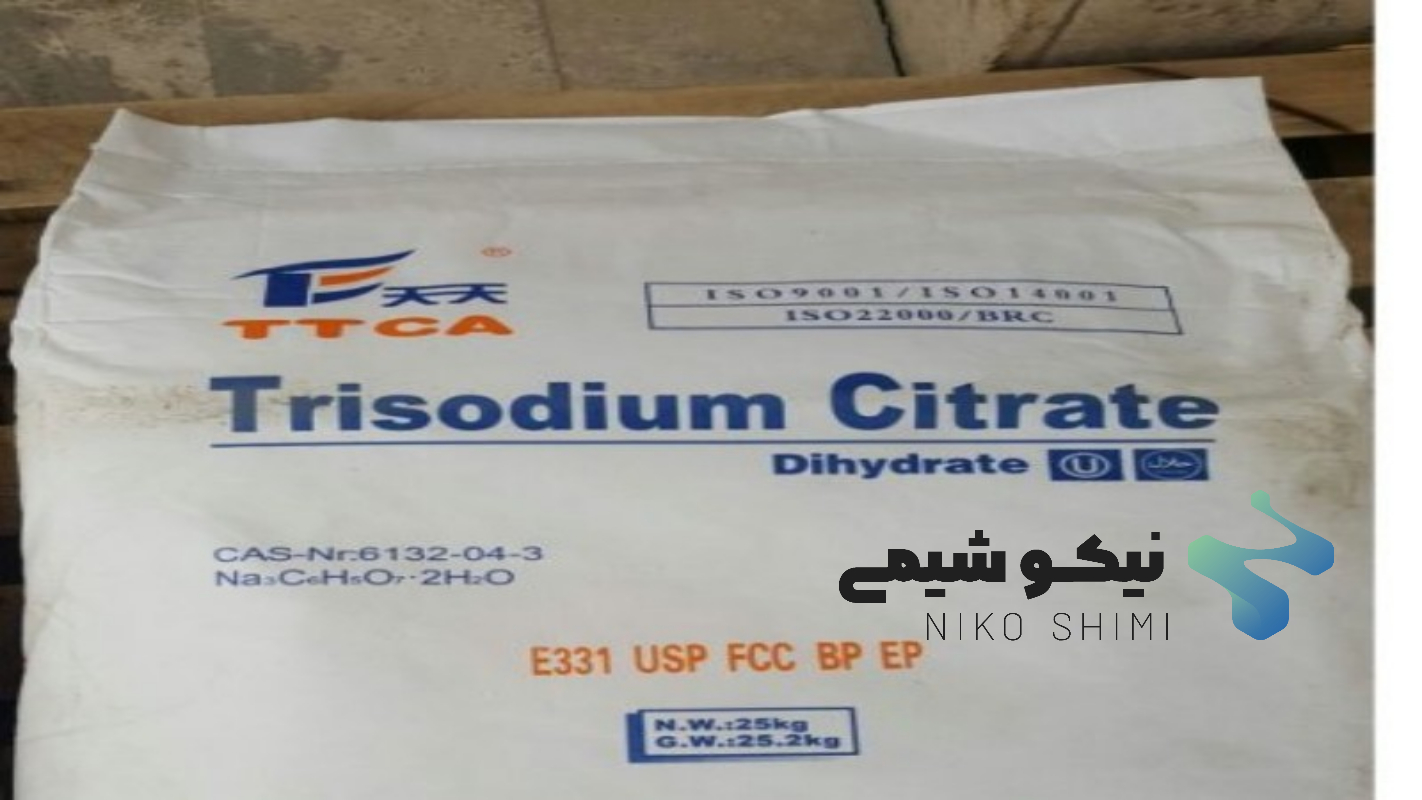 ®
天天
TTCA
ISO9001/ISO14001
ISO22000/BRC
Trisodium Citrate
Dihydrate U حلال
CAS-Nr:6132-04-3
Na₃C₆H₅O₇·2H₂O
نیکو شیمی
NIKO SHIMI
E331 USP FCC BP EP
N.W.:25kg
G.W.:25.2kg